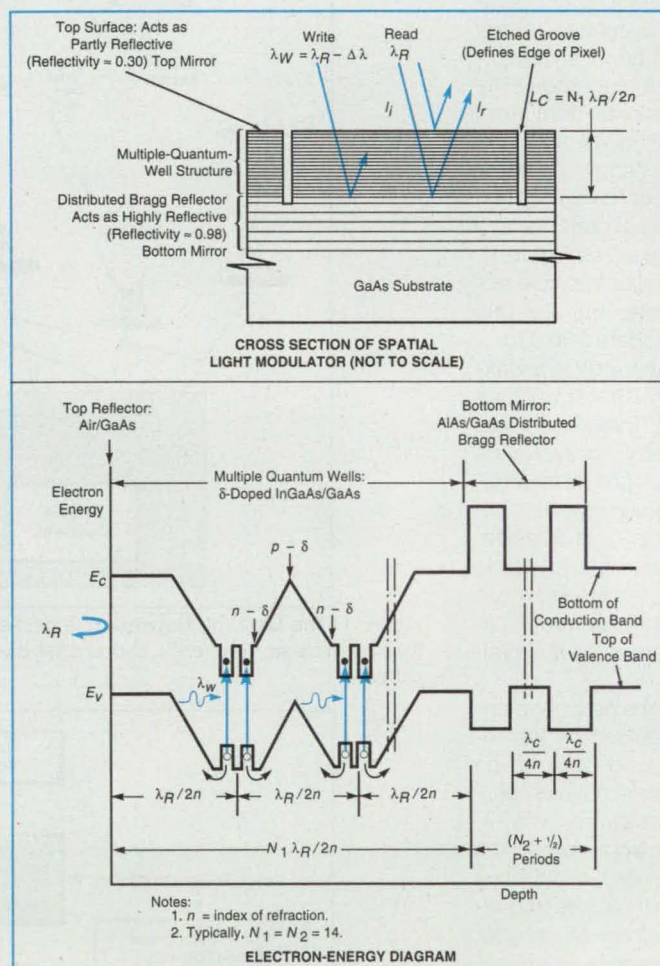 Top Surface: Acts as
Partly Reflective
(Reflectivity ≈ 0.30) Top Mirror
Write
λW = λR – Δ λ
Read
λR
Etched Groove
(Defines Edge of Pixel)
LC = N1 λR/2n
Ii
Ir
Multiple-Quantum-
Well Structure
Distributed Bragg Reflector
Acts as Highly Reflective
(Reflectivity ≈ 0.98)
Bottom Mirror
GaAs Substrate
CROSS SECTION OF SPATIAL
LIGHT MODULATOR (NOT TO SCALE)
Top Reflector:
Air/GaAs
Bottom Mirror:
AlAs/GaAs Distributed
Bragg Reflector
Multiple Quantum Wells:
δ-Doped InGaAs/GaAs
Electron
Energy
p – δ
EC
n – δ
n – δ
Bottom of
Conduction Band
λR
Top of
Valence Band
EV
λW
λc/4n
λc/4n
λR/2n
λR/2n
λR/2n
N1 λR/2n
(N2 + 1/2)
Periods
Depth
Notes:
1. n = index of refraction.
2. Typically, N1 = N2 = 14.
ELECTRON-ENERGY DIAGRAM